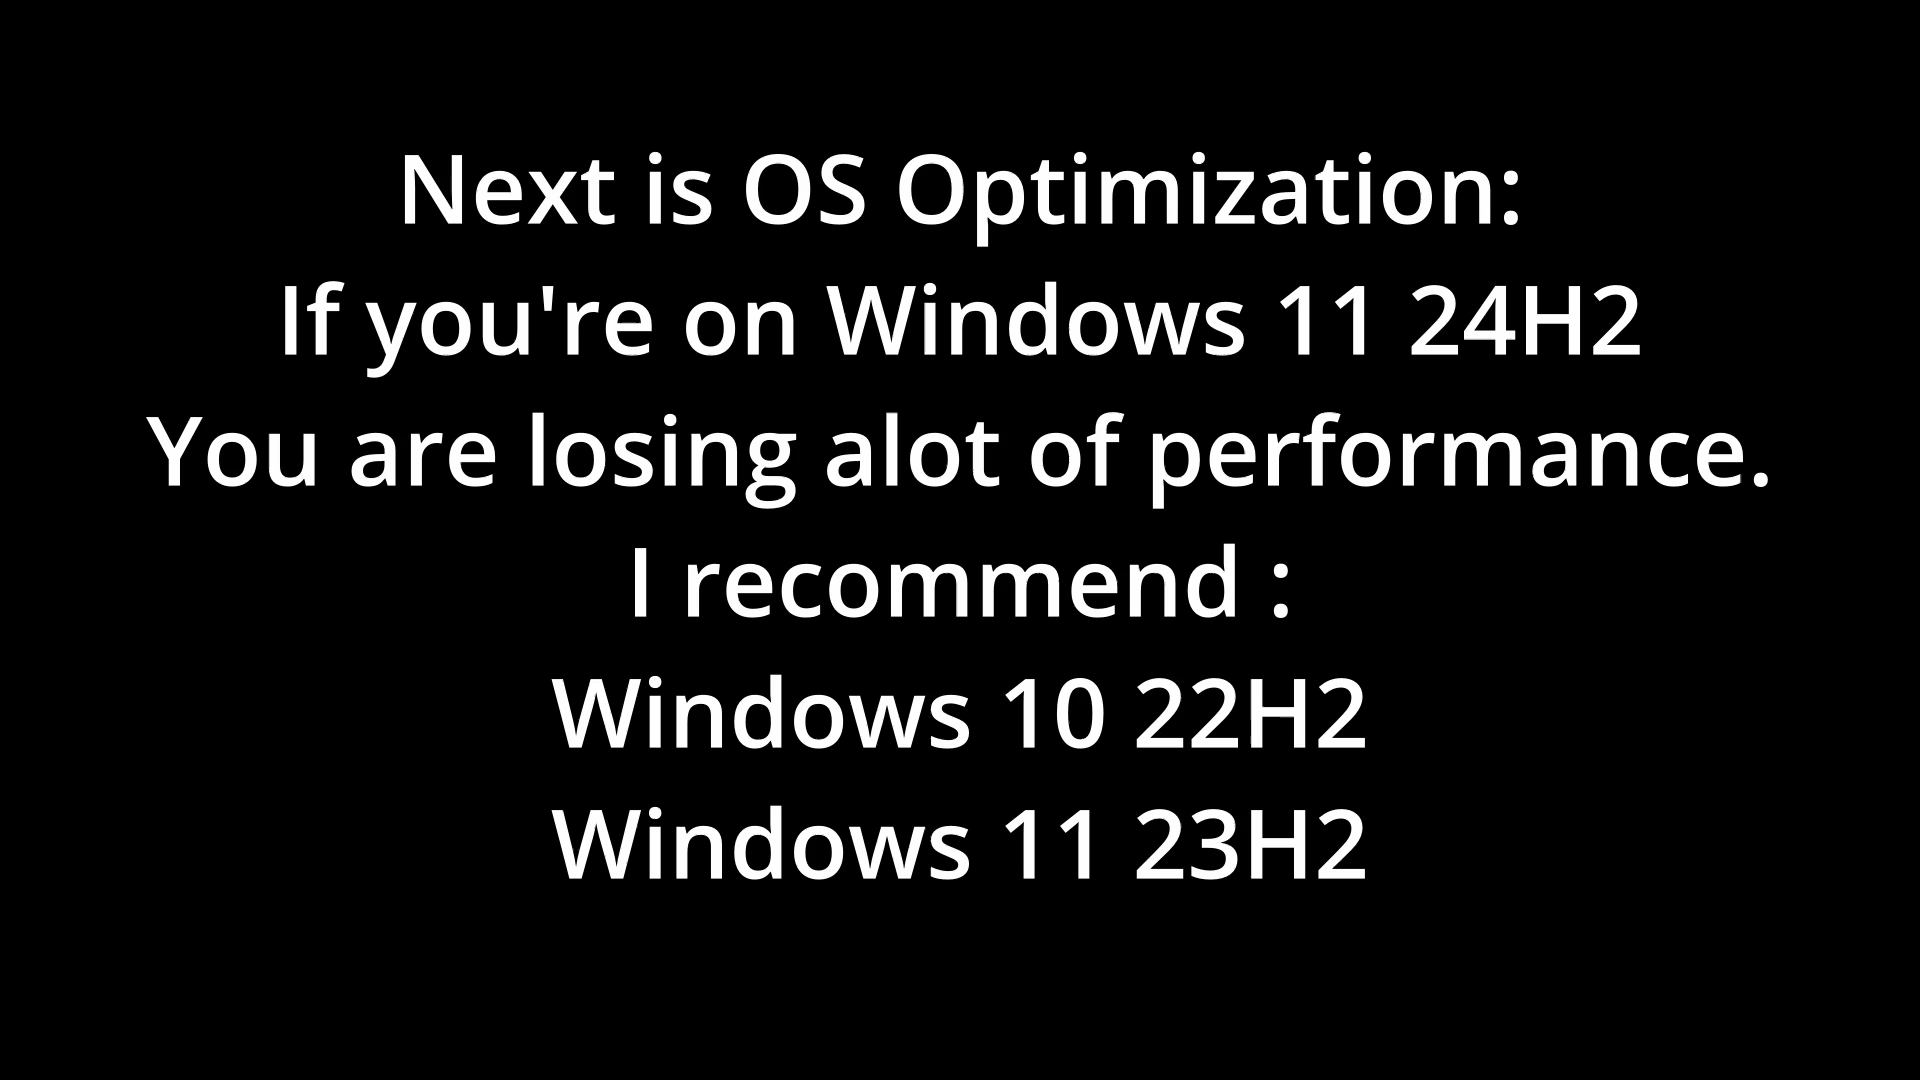 Next is OS Optimization:
If you're on Windows 11 24H2
You are losing alot of performance.
I recommend :
Windows 10 22H2
Windows 11 23H2